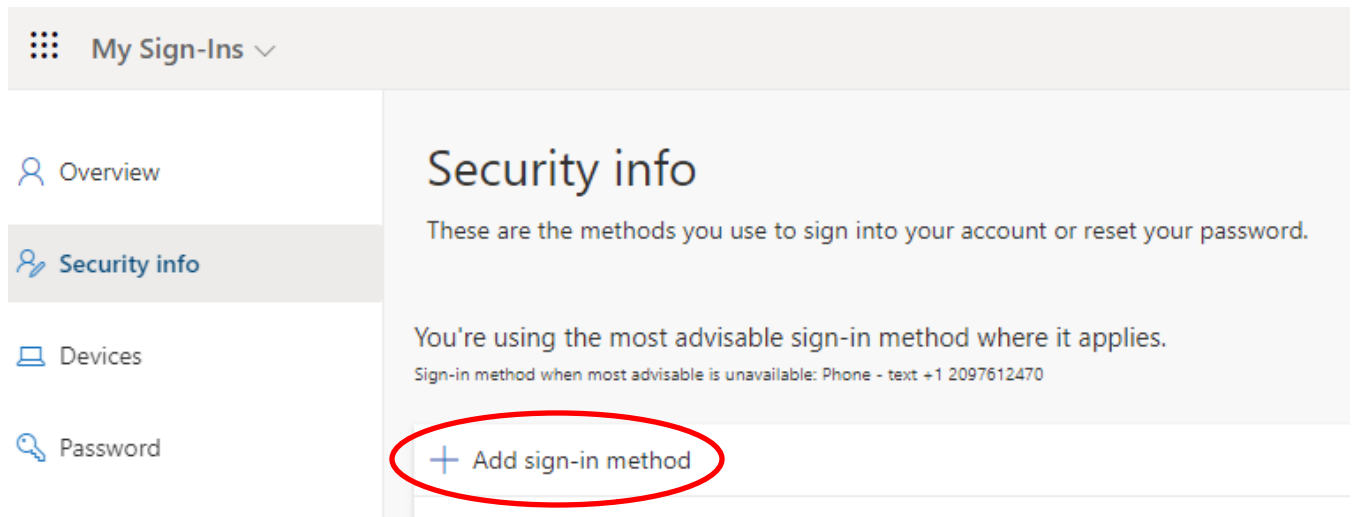 My Sign-Ins
Overview
Security info
Devices
Password
Security info
These are the methods you use to sign into your account or reset your password.
You're using the most advisable sign-in method where it applies.
Sign-in method when most advisable is unavailable: Phone - text +1 2097612470
+ Add sign-in method